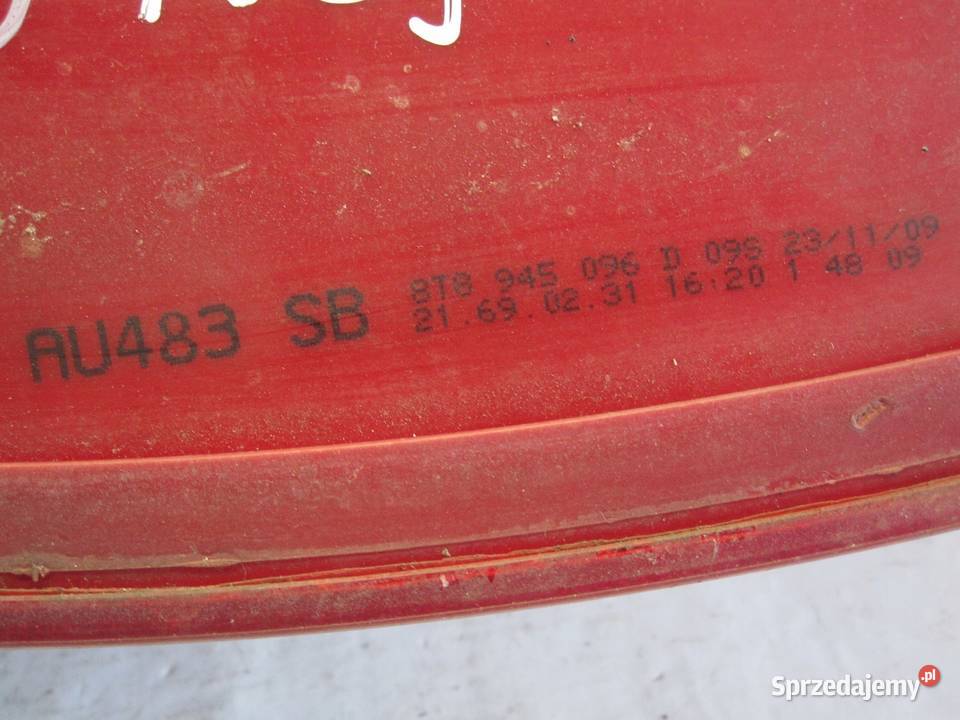 AU483 SB
8T8 945 096 D 09S 23/11/09
21.69.02.31 16:20 1 48 09
Sprzedajemy.pl